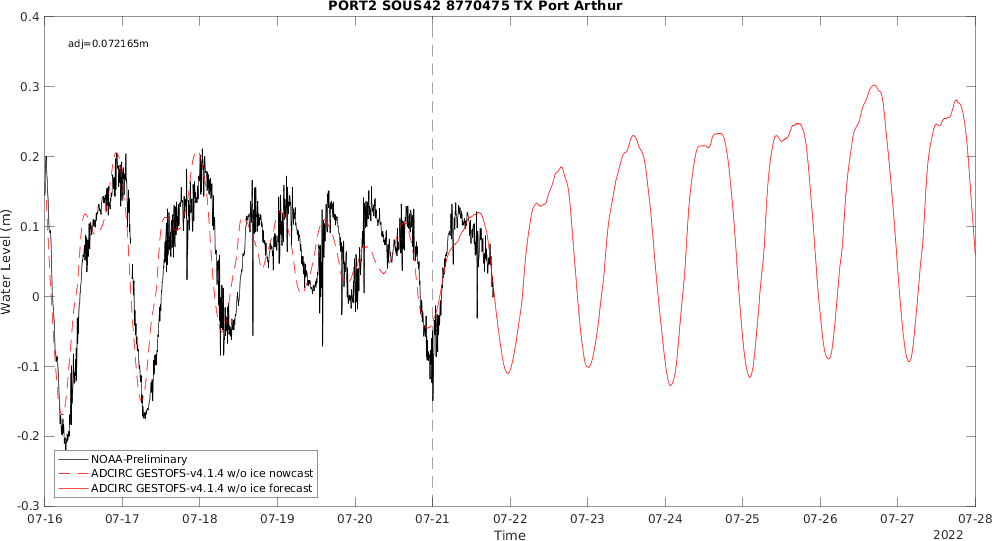 PORT2 SOUS42 8770475 TX Port Arthur
adj=0.072165m
0.4
0.3
0.2
0.1
0
-0.1
-0.2
-0.3
Water Level (m)
NOAA-Preliminary
ADCIRC GESTOFS-v4.1.4 w/o ice nowcast
ADCIRC GESTOFS-v4.1.4 w/o ice forecast
07-16 07-17 07-18 07-19 07-20 07-21 07-22 07-23 07-24 07-25 07-26 07-27 07-28
Time
2022